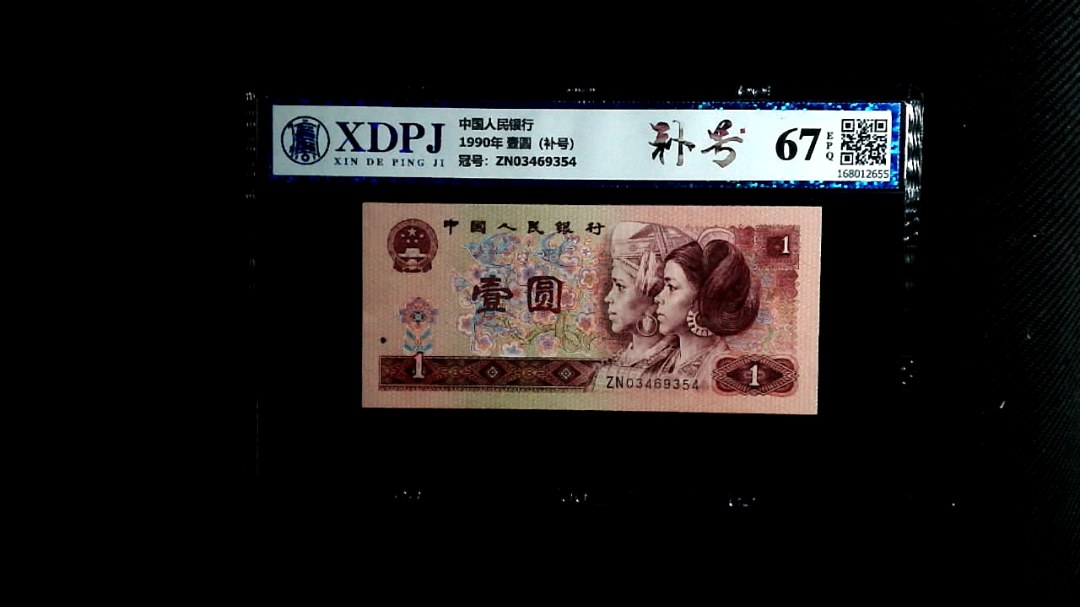 XDPJ
XIN DE PING JI
中国人民银行
1990年 壹圆（补号）
冠号：ZN03469354
补号
67
EPQ
168012655
中國人民銀行
1
壹圆
1
ZN03469354
1